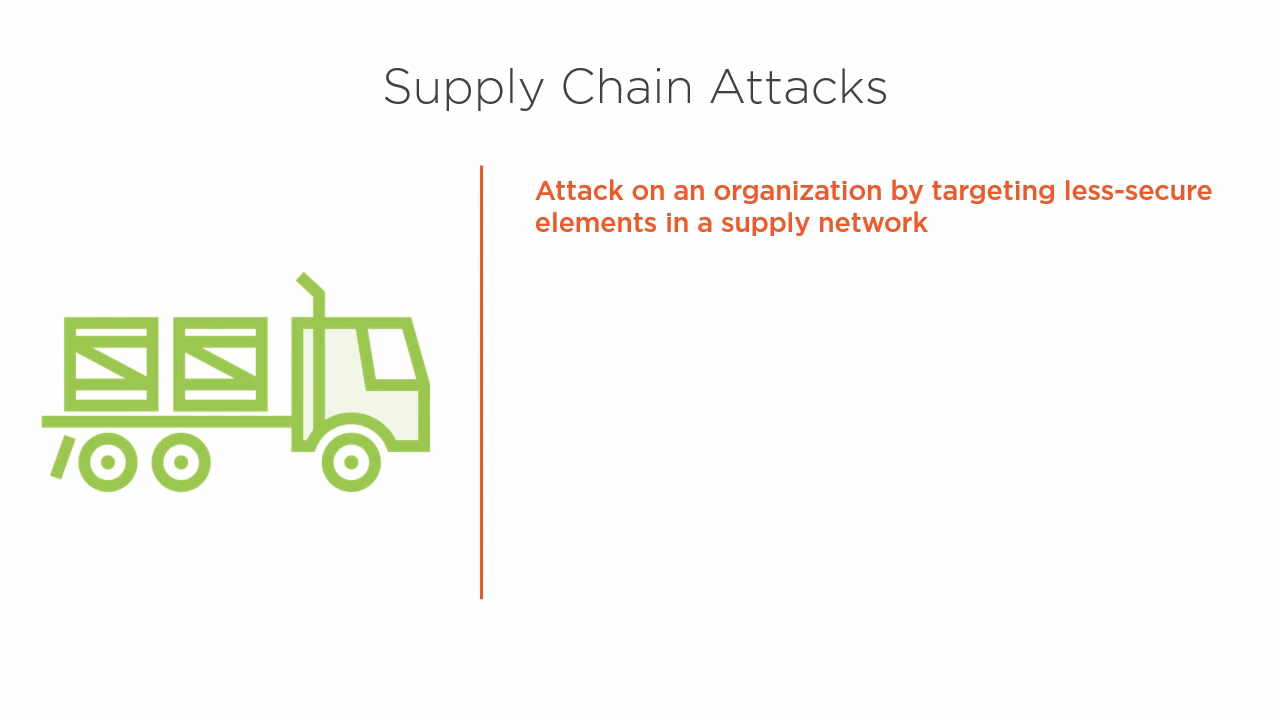 Supply Chain Attacks
Attack on an organization by targeting less-secure
elements in a supply network